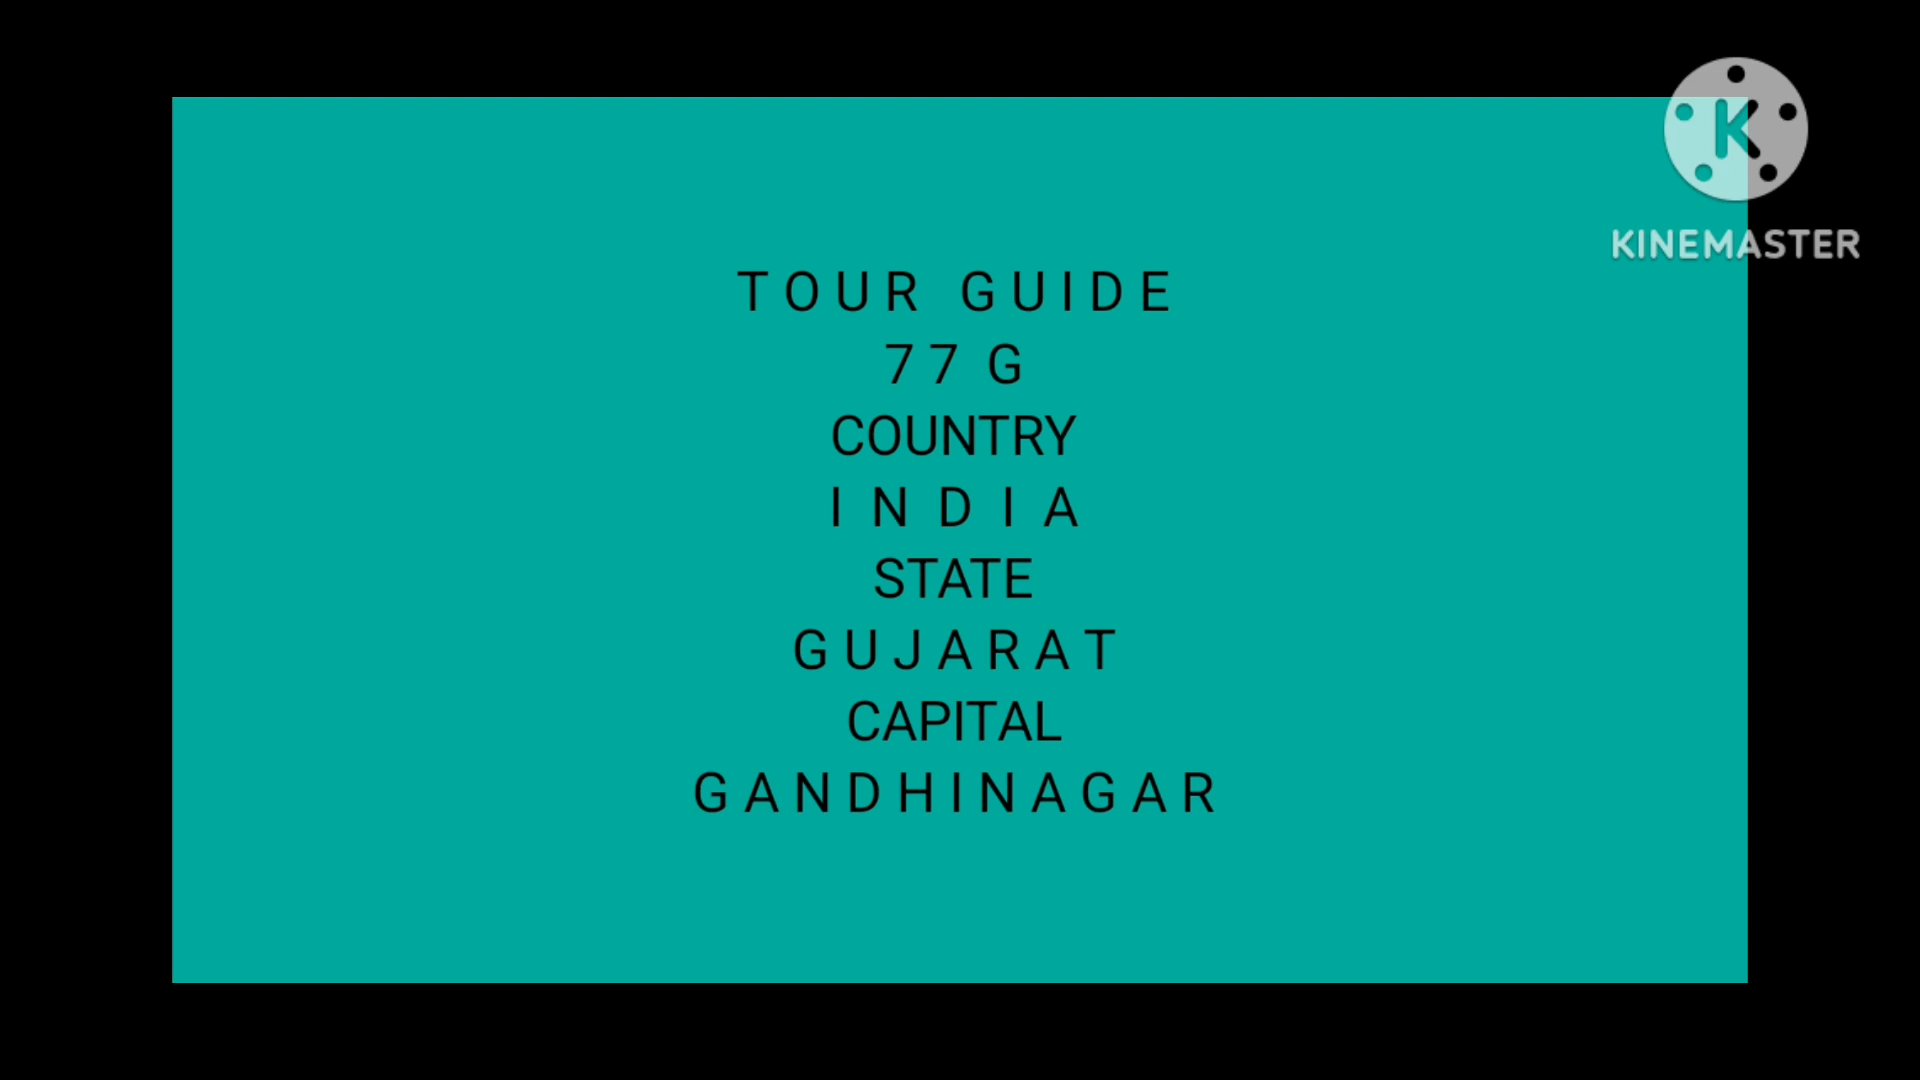 KINEMASTER
TOUR GUIDE
77 G
COUNTRY
INDIA
STATE
GUJARAT
CAPITAL
GANDHINAGAR